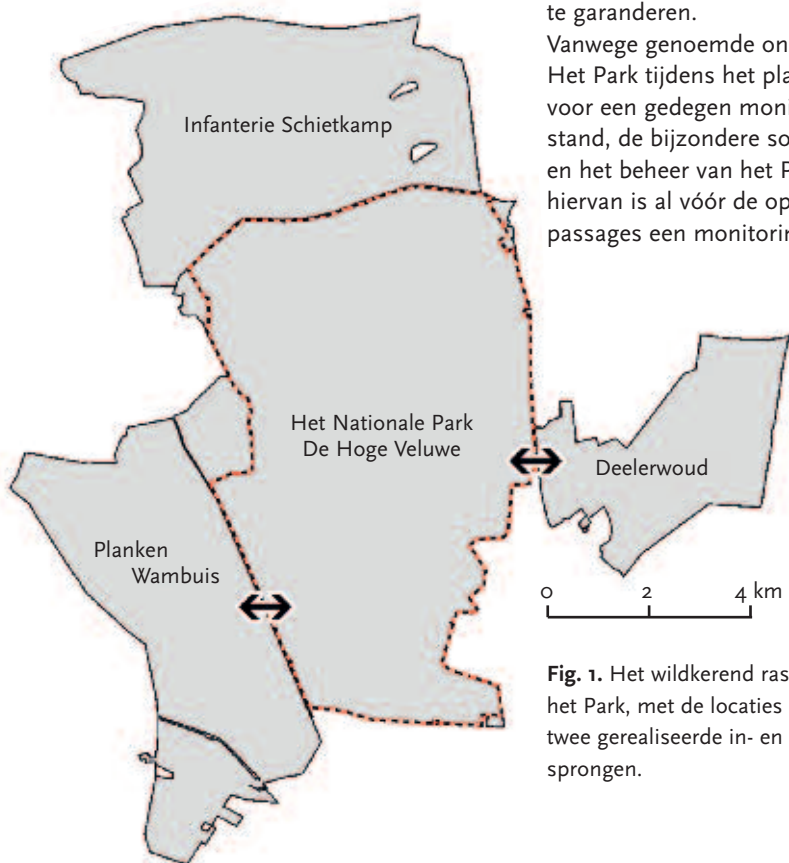 te garanderen.
Vanwege genoemde on
Het Park tijdens het pla
voor een gedegen moni
stand, de bijzondere so
en het beheer van het P
hiervan is al vóór de op
passages een monitorin
Infanterie Schietkamp
Het Nationale Park
De Hoge Veluwe
Deelerwoud
Planken
Wambuis
0 2 4 km
Fig. 1. Het wildkerend ras
het Park, met de locaties
twee gerealiseerde in- en
sprongen.